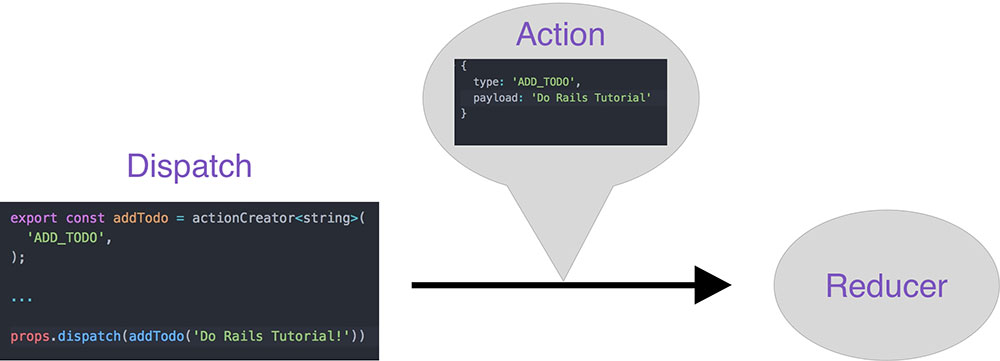 Action
{
type: 'ADD_TODO',
payload: 'Do Rails Tutorial'
}
Dispatch
export const addTodo = actionCreator<string>(
'ADD_TODO',
);
...
props.dispatch(addTodo('Do Rails Tutorial!'))
Reducer